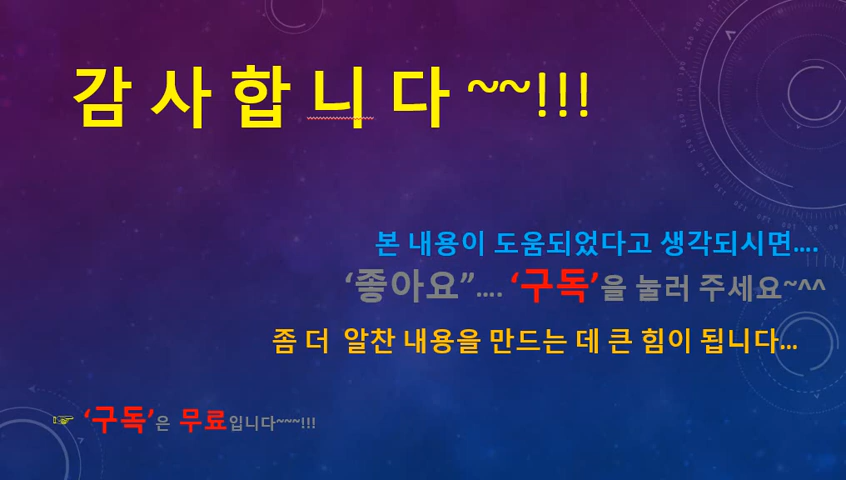 감 사 합 니 다 ~~!!!
본 내용이 도움되었다고 생각되시면....
‘좋아요”.... ‘구독’을 눌러 주세요~^^
좀 더  알찬 내용을 만드는 데 큰 힘이 됩니다...
☞ ‘구독’은 무료입니다~~~!!!